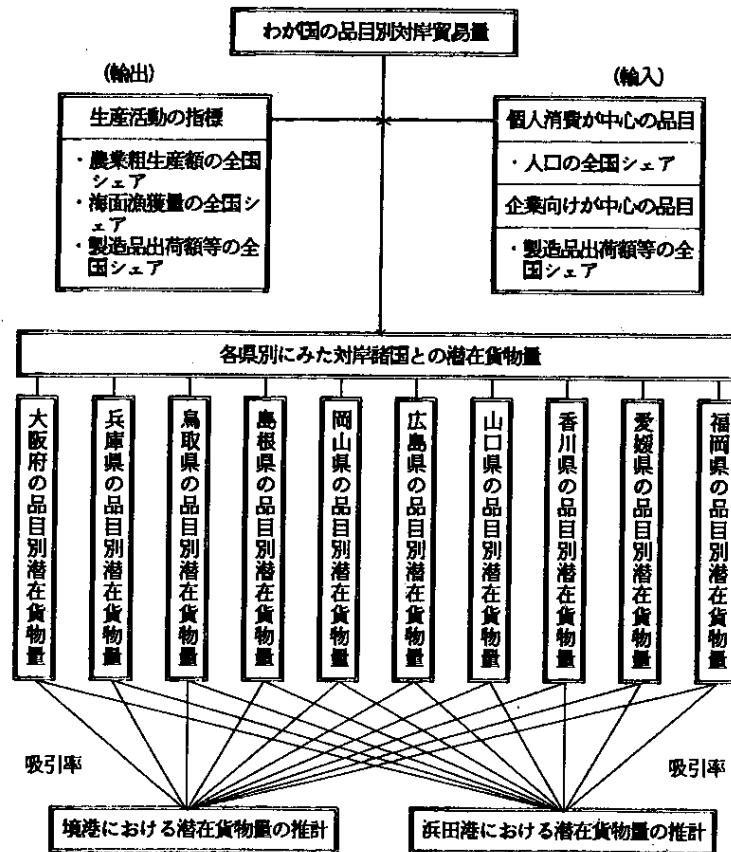 わが国の品目別対岸貿易量
(輸出)
生産活動の指標
・農業粗生産額の全国
シェア
・海面漁獲量の全国シ
ェア
・製造品出荷額等の全
国シェア
(輸入)
個人消費が中心の品目
・人口の全国シェア
企業向けが中心の品目
・製造品出荷額等の全
国シェア
各県別にみた対岸諸国との潜在貨物量
大阪府の品目別潜在貨物量
兵庫県の品目別潜在貨物量
鳥取県の品目別潜在貨物量
島根県の品目別潜在貨物量
岡山県の品目別潜在貨物量
広島県の品目別潜在貨物量
山口県の品目別潜在貨物量
香川県の品目別潜在貨物量
愛媛県の品目別潜在貨物量
福岡県の品目別潜在貨物量
吸引率
吸引率
境港における潜在貨物量の推計
浜田港における潜在貨物量の推計